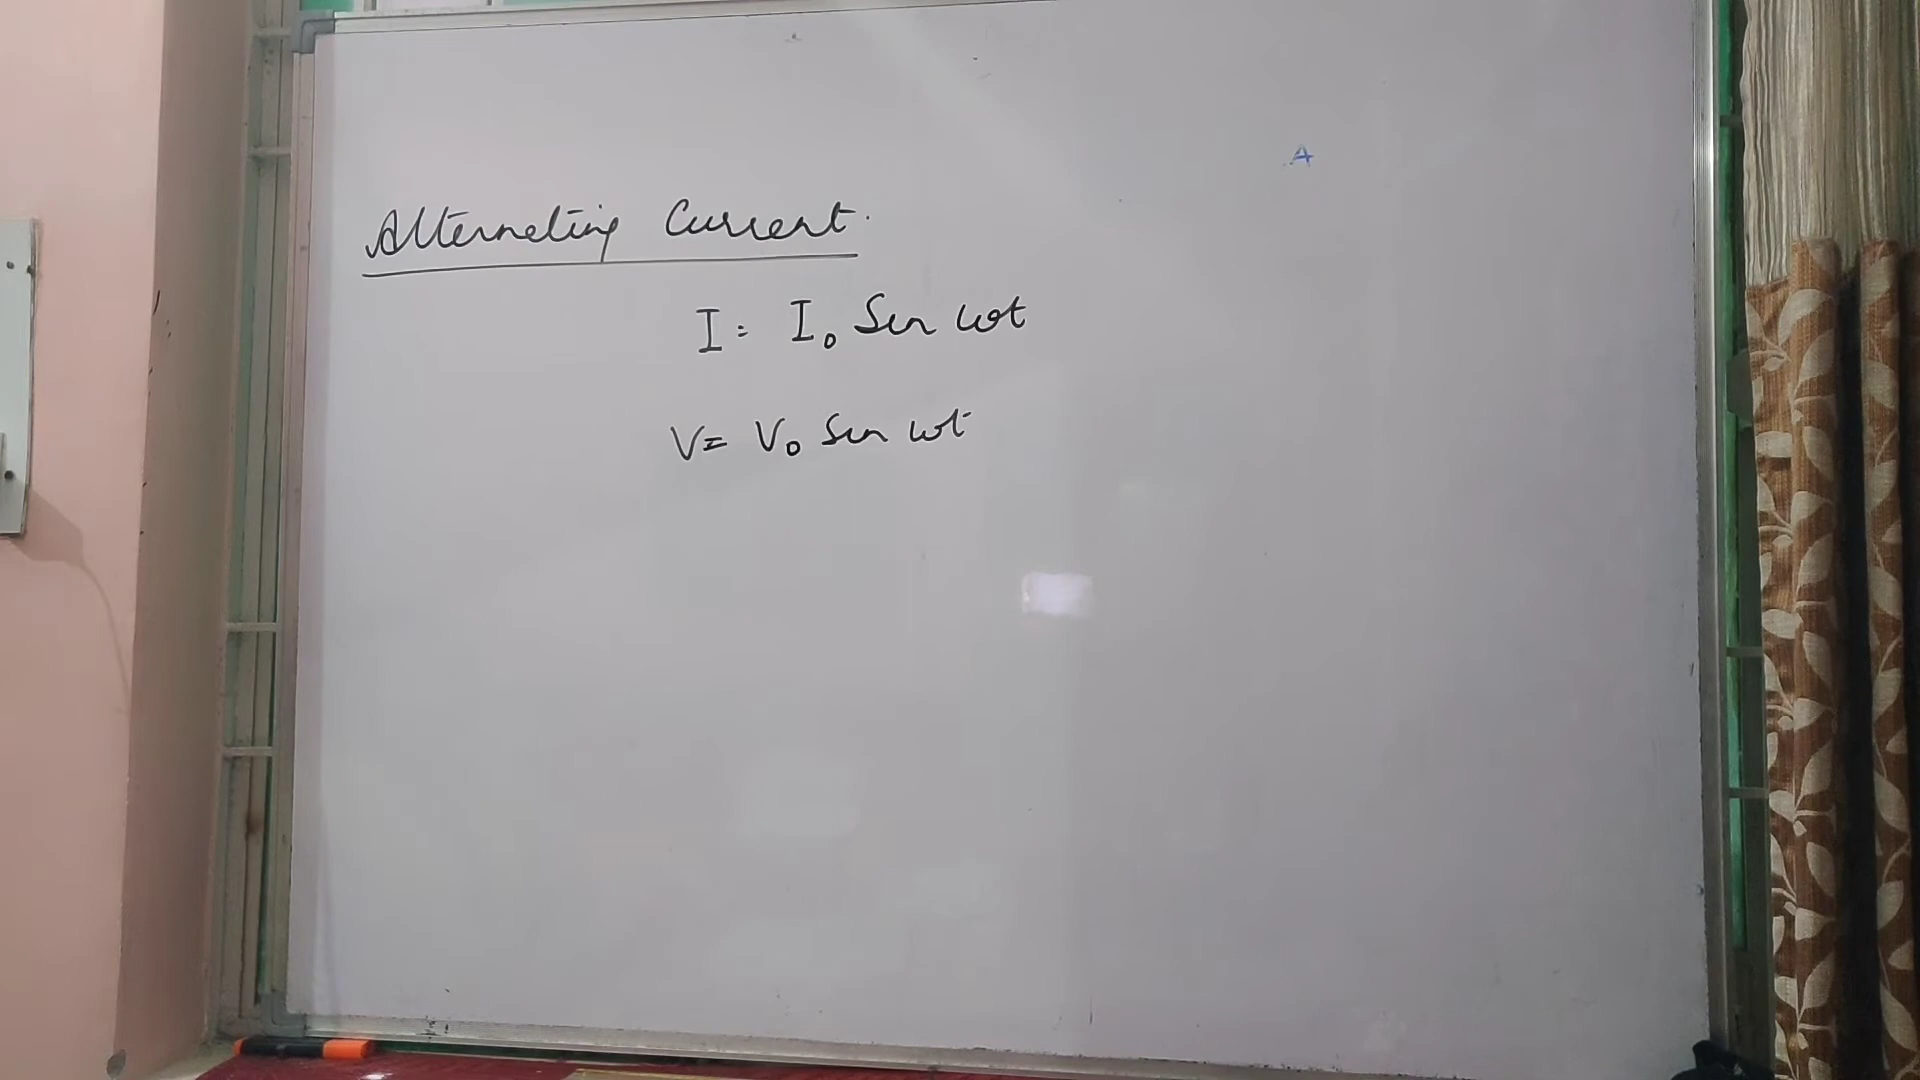 A
Alternating Current.
I = I₀ Sin ωt
V = V₀ Sin ωt